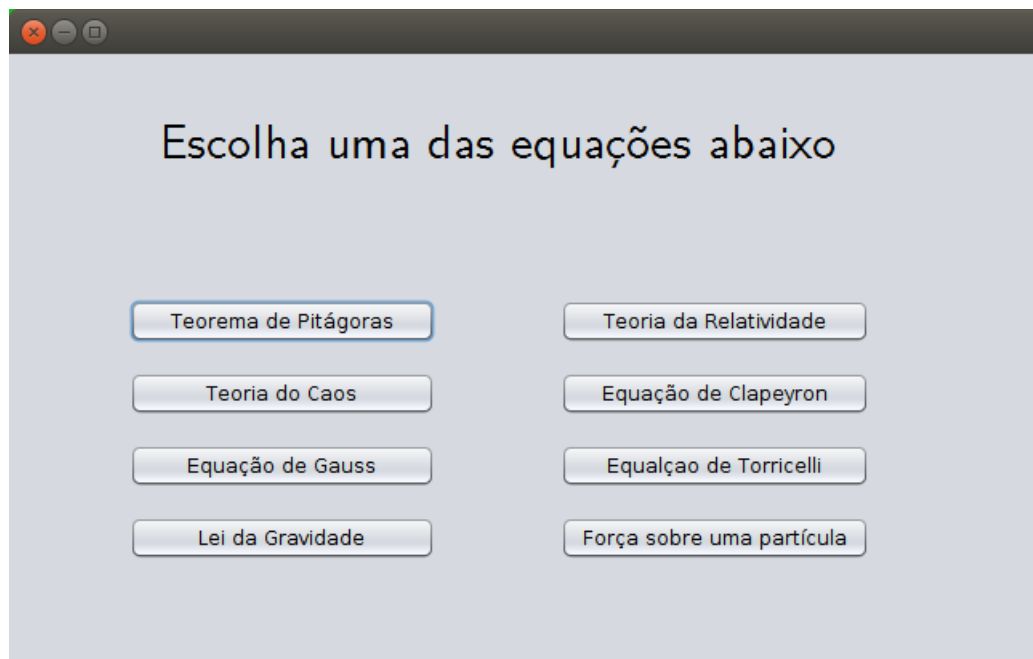 Escolha uma das equações abaixo
Teorema de Pitágoras
Teoria da Relatividade
Teoria do Caos
Equação de Clapeyron
Equação de Gauss
Equalçao de Torricelli
Lei da Gravidade
Força sobre uma partícula